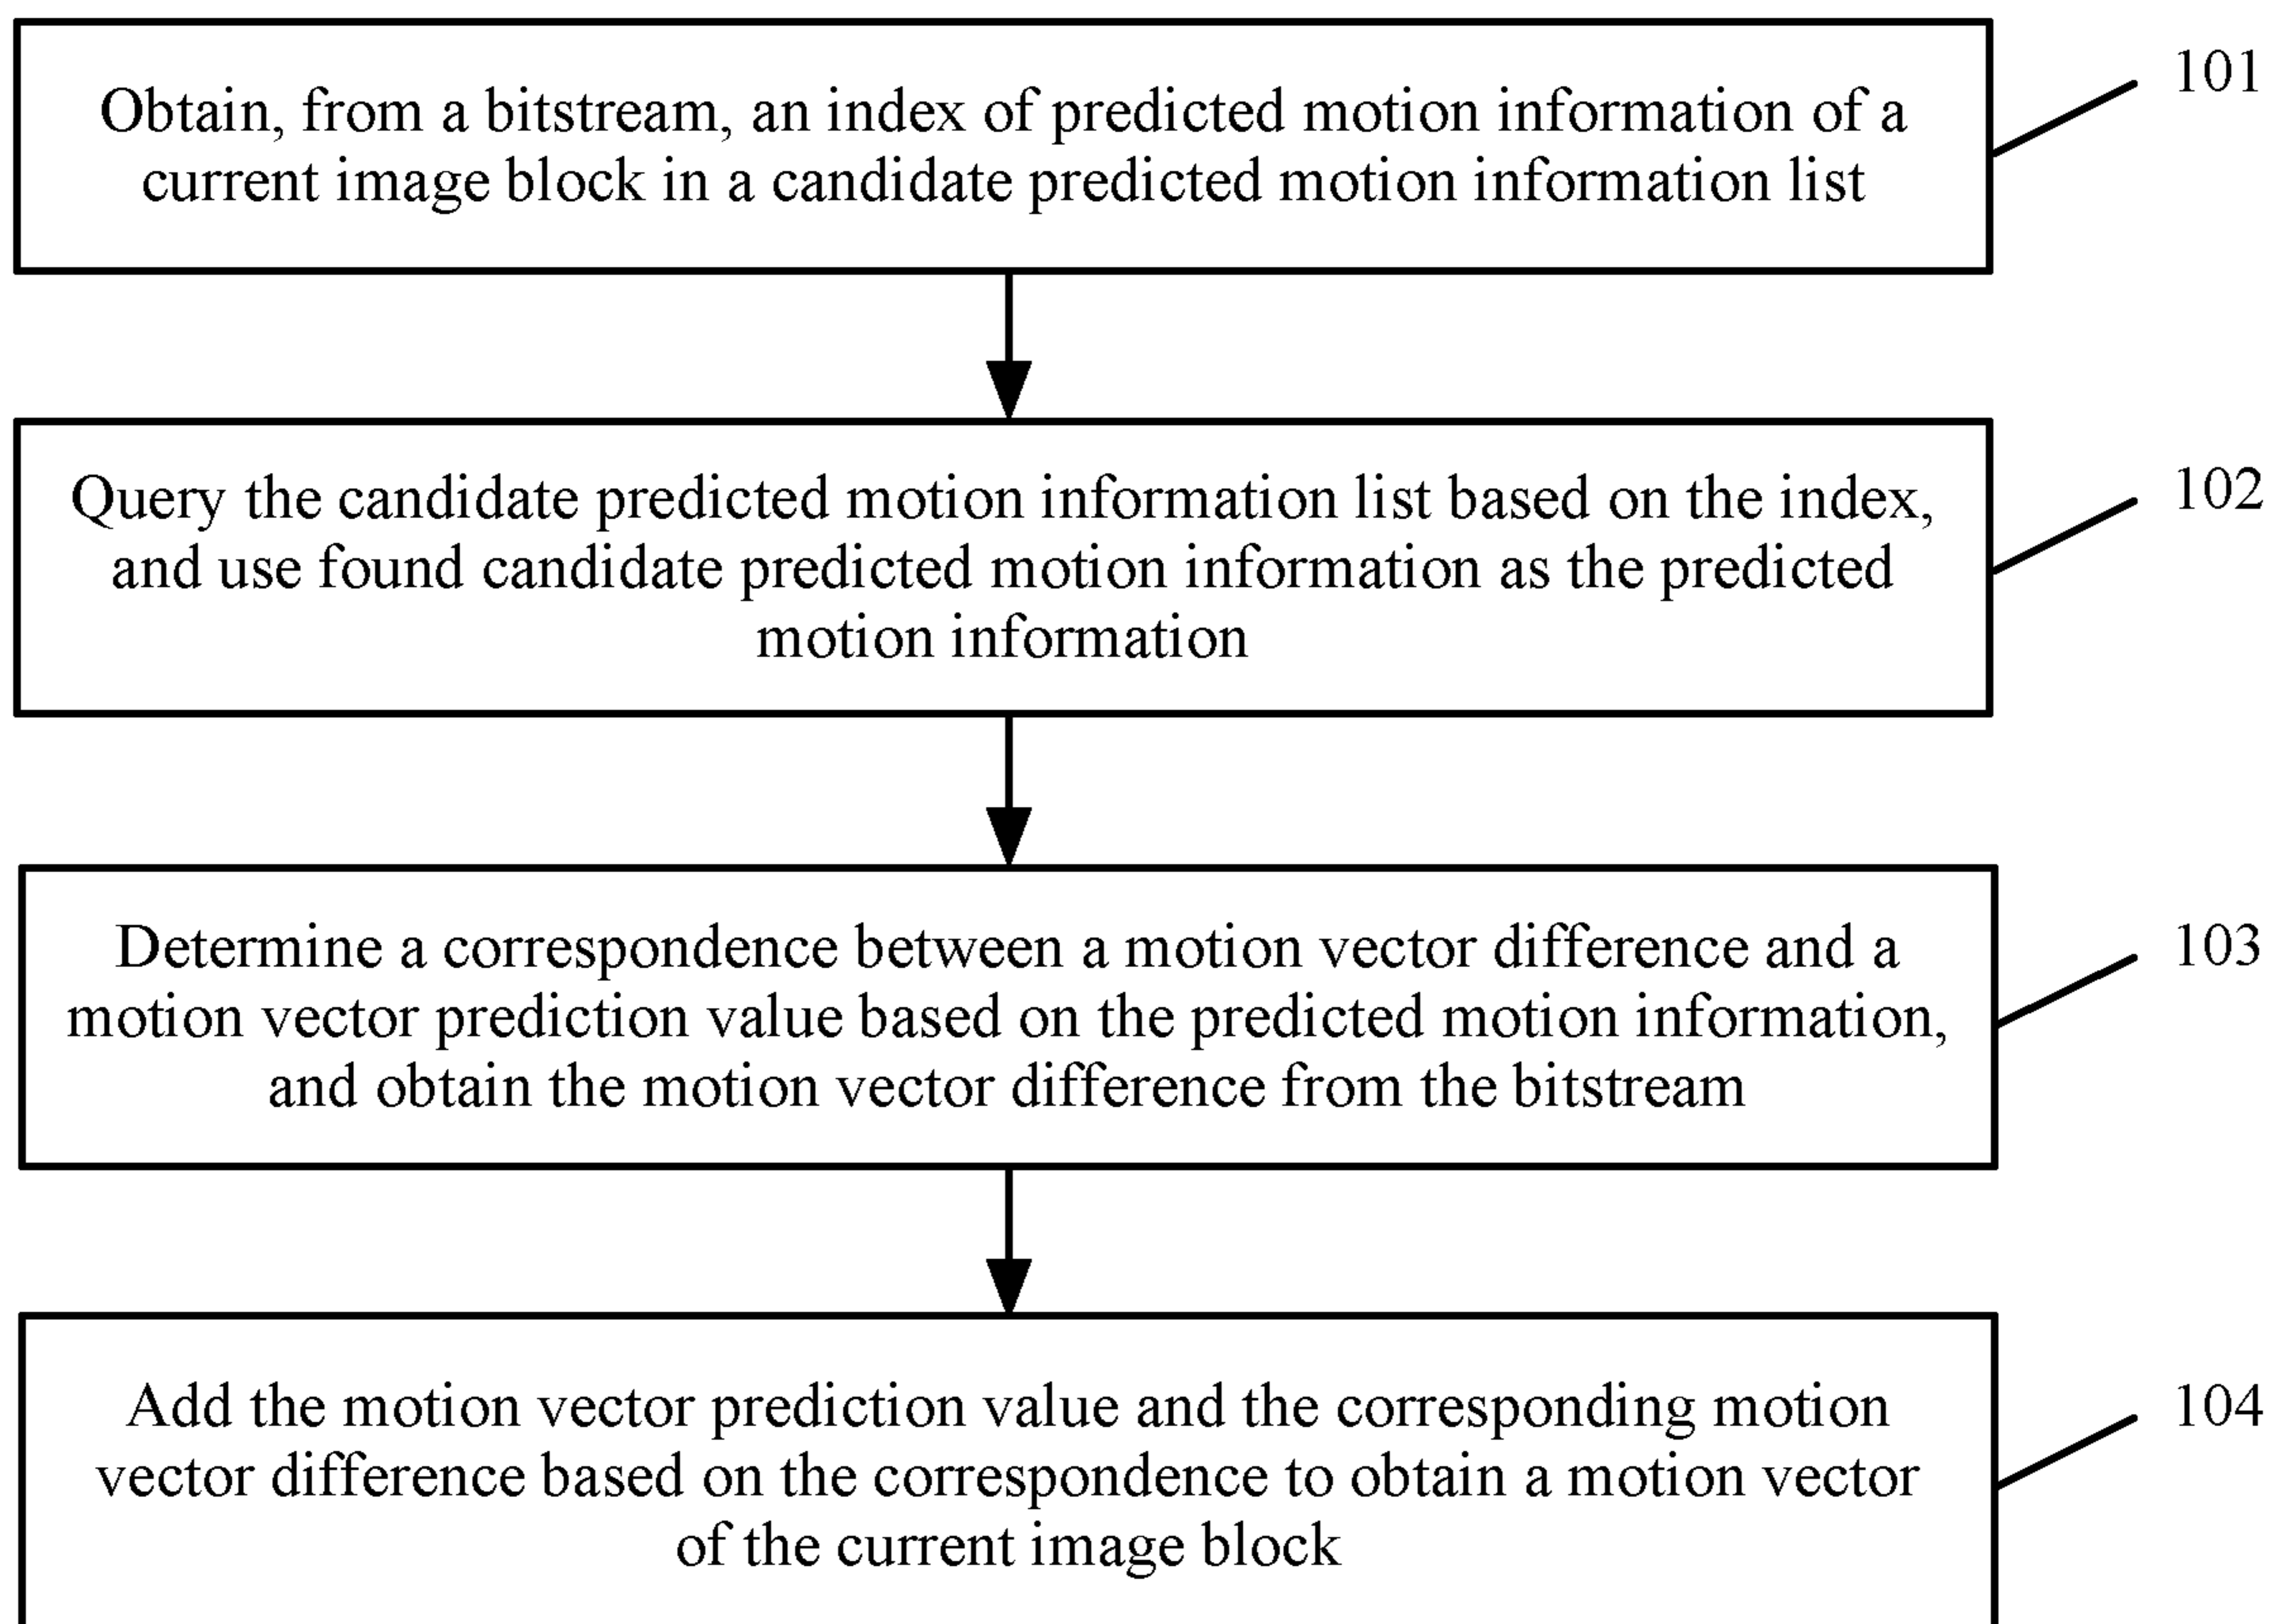 Obtain, from a bitstream, an index of predicted motion information of a
current image block in a candidate predicted motion information list
101
Query the candidate predicted motion information list based on the index,
and use found candidate predicted motion information as the predicted
motion information
102
Determine a correspondence between a motion vector difference and a
motion vector prediction value based on the predicted motion information,
and obtain the motion vector difference from the bitstream
103
Add the motion vector prediction value and the corresponding motion
vector difference based on the correspondence to obtain a motion vector
of the current image block
104